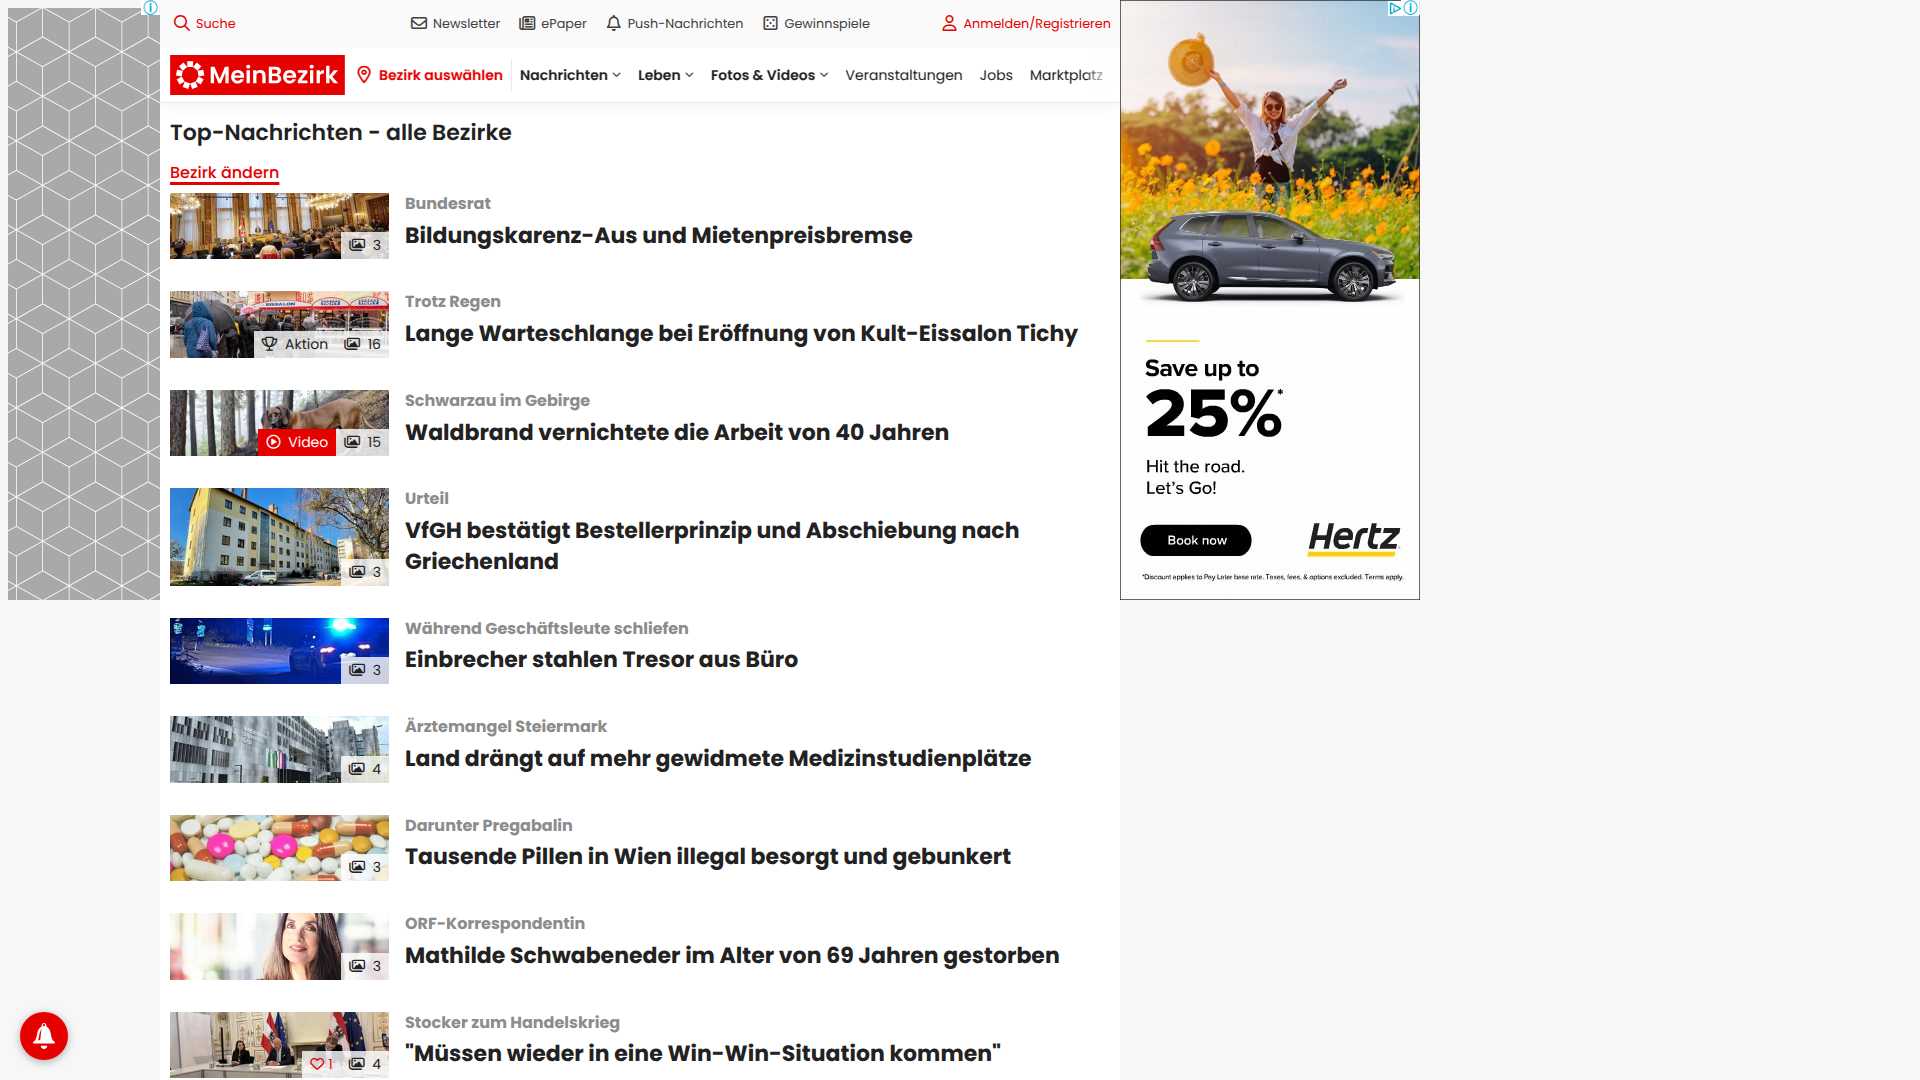 Suche
Newsletter
ePaper
Push-Nachrichten
Gewinnspiele
Anmelden/Registrieren
MeinBezirk
Bezirk auswählen
Nachrichten
Leben
Fotos & Videos
Veranstaltungen
Jobs
Marktplatz
Top-Nachrichten - alle Bezirke
Bezirk ändern
Bundesrat
Bildungskarenz-Aus und Mietenpreisbremse
3
Trotz Regen
Lange Warteschlange bei Eröffnung von Kult-Eissalon Tichy
Aktion 16
Schwarzau im Gebirge
Waldbrand vernichtete die Arbeit von 40 Jahren
Video 15
Urteil
VfGH bestätigt Bestellerprinzip und Abschiebung nach
Griechenland
3
Während Geschäftsleute schliefen
Einbrecher stahlen Tresor aus Büro
3
Ärztemangel Steiermark
Land drängt auf mehr gewidmete Medizinstudienplätze
4
Darunter Pregabalin
Tausende Pillen in Wien illegal besorgt und gebunkert
3
ORF-Korrespondentin
Mathilde Schwabeneder im Alter von 69 Jahren gestorben
3
Stocker zum Handelskrieg
"Müssen wieder in eine Win-Win-Situation kommen"
1 4
Save up to
25%*
Hit the road.
Let's Go!
Book now
Hertz
*Discount applies to Pay Later base rate. Taxes, fees, & options excluded. Terms apply.